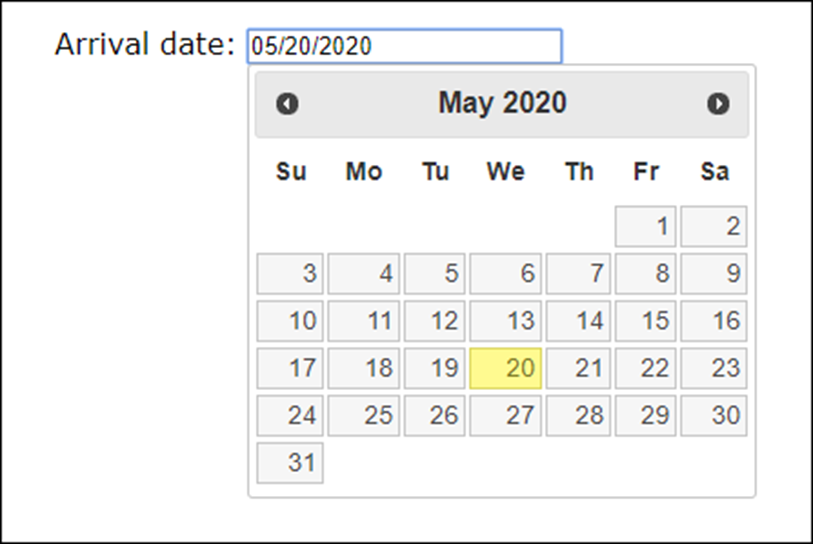 Arrival date: 05/20/2020
May 2020
Su Mo Tu We Th Fr Sa
1 2
3 4 5 6 7 8 9
10 11 12 13 14 15 16
17 18 19 20 21 22 23
24 25 26 27 28 29 30
31